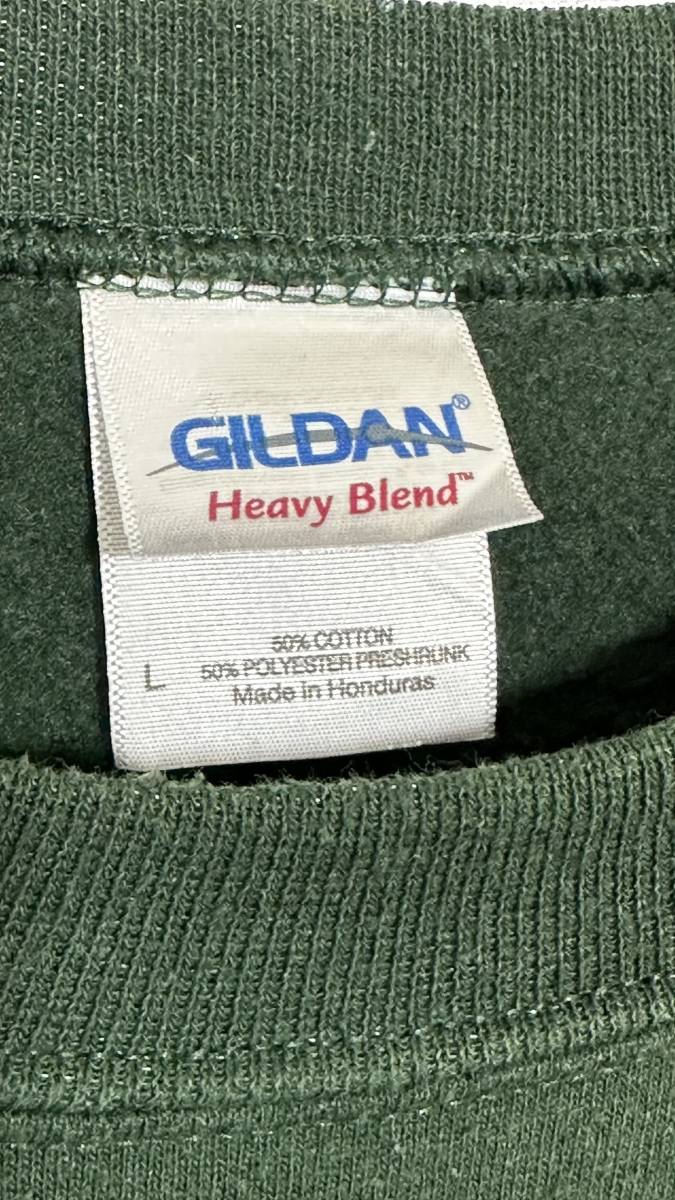 GILDAN®
Heavy Blend™
50% COTTON
L 50% POLYESTER PRESHRUNK
Made in Honduras